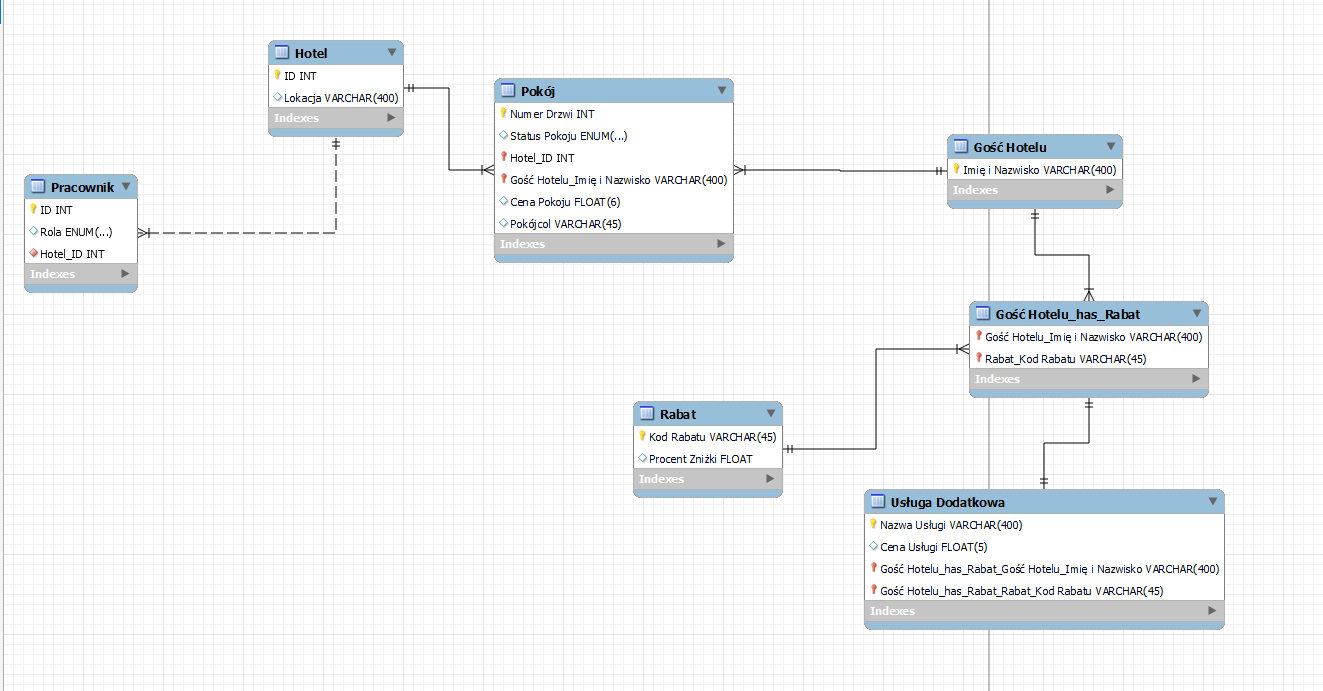 Hotel
ID INT
Lokacja VARCHAR(400)
Indexes
Pokój
Numer Drzwi INT
Status Pokoju ENUM(...)
Hotel_ID INT
Gość Hotelu_Imię i Nazwisko VARCHAR(400)
Cena Pokoju FLOAT(6)
Pokójcol VARCHAR(45)
Indexes
Gość Hotelu
Imię i Nazwisko VARCHAR(400)
Indexes
Pracownik
ID INT
Rola ENUM(...)
Hotel_ID INT
Indexes
Gość Hotelu_has_Rabat
Gość Hotelu_Imię i Nazwisko VARCHAR(400)
Rabat_Kod Rabatu VARCHAR(45)
Indexes
Rabat
Kod Rabatu VARCHAR(45)
Procent Zniżki FLOAT
Indexes
Usługa Dodatkowa
Nazwa Usługi VARCHAR(400)
Cena Usługi FLOAT(5)
Gość Hotelu_has_Rabat_Gość Hotelu_Imię i Nazwisko VARCHAR(400)
Gość Hotelu_has_Rabat_Rabat_Kod Rabatu VARCHAR(45)
Indexes